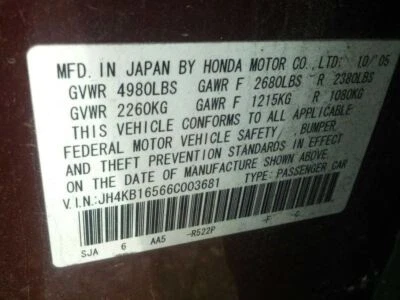 MFD. IN JAPAN BY HONDA MOTOR CO., LTD. 10/05
GVWR 4980LBS GAWR F 2680LBS R 2380LBS
GVWR 2260KG GAWR F 1215KG R 1080KG
THIS VEHICLE CONFORMS TO ALL APPLICABLE
FEDERAL MOTOR VEHICLE SAFETY, BUMPER,
AND THEFT PREVENTION STANDARDS IN EFFECT
ON THE DATE OF MANUFACTURE SHOWN ABOVE.
V.I.N.: JH4KB16566C003681 TYPE: PASSENGER CAR
SJA 6 AA5 -R522P -F -C